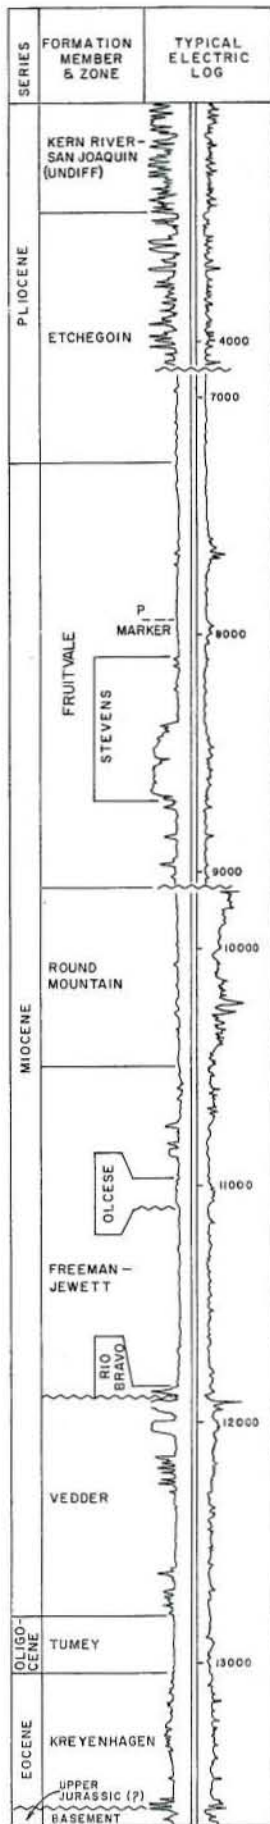 SERIES
FORMATION
MEMBER
& ZONE
TYPICAL
ELECTRIC
LOG
PLIOCENE
KERN RIVER-
SAN JOAQUIN
(UNDIFF)
ETCHEGOIN
4000
7000
MIOCENE
FRUITVALE
P
MARKER
8000
STEVENS
9000
ROUND
MOUNTAIN
10000
OLCESE
11000
FREEMAN-
JEWETT
RIO
BRAVO
12000
VEDDER
OLIGO-
CENE
TUMEY
13000
EOCENE
KREYENHAGEN
UPPER
JURASSIC (?)
BASEMENT